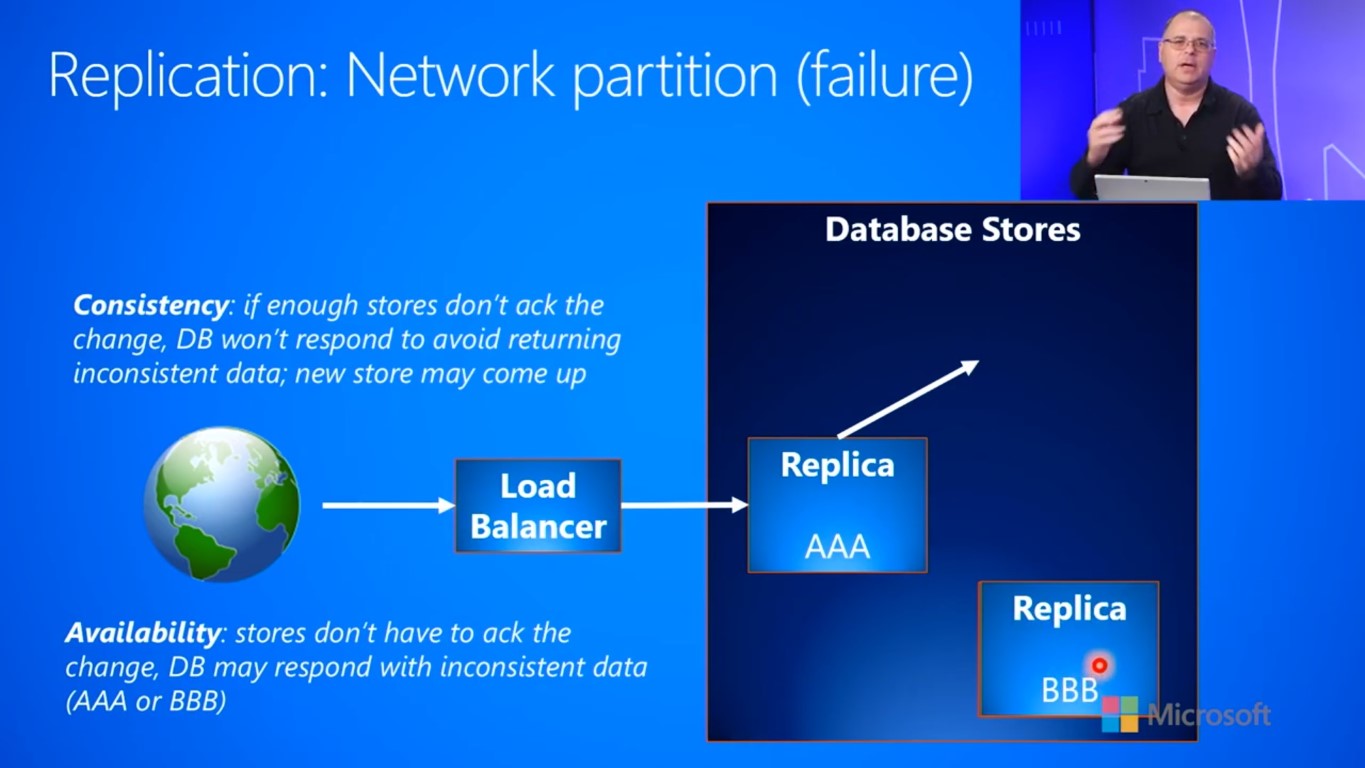 Replication: Network partition (failure)
Database Stores
Consistency: if enough stores don't ack the
change, DB won't respond to avoid returning
inconsistent data; new store may come up
Load
Balancer
Replica
AAA
Replica
BBB
Availability: stores don't have to ack the
change, DB may respond with inconsistent data
(AAA or BBB)
Microsoft